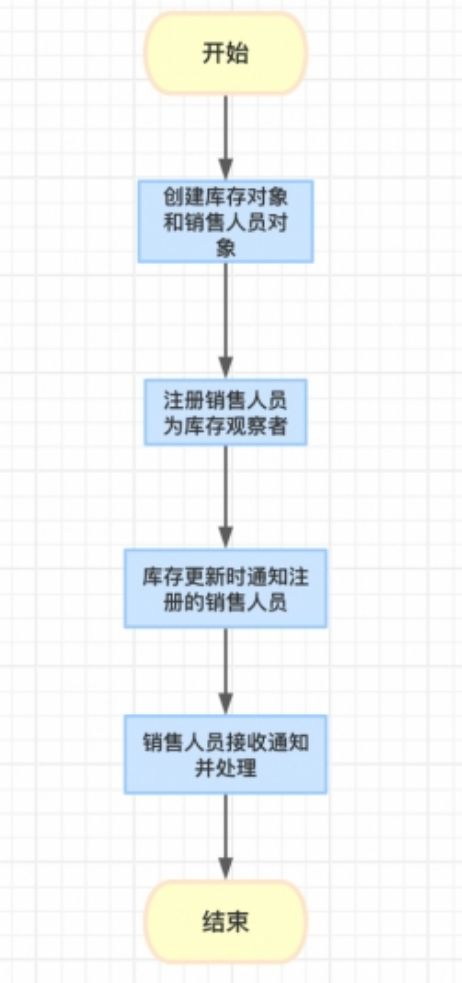 开始
创建库存对象
和销售人员对
象
注册销售人员
为库存观察者
库存更新时通知注
册的销售人员
销售人员接收通知
并处理
结束